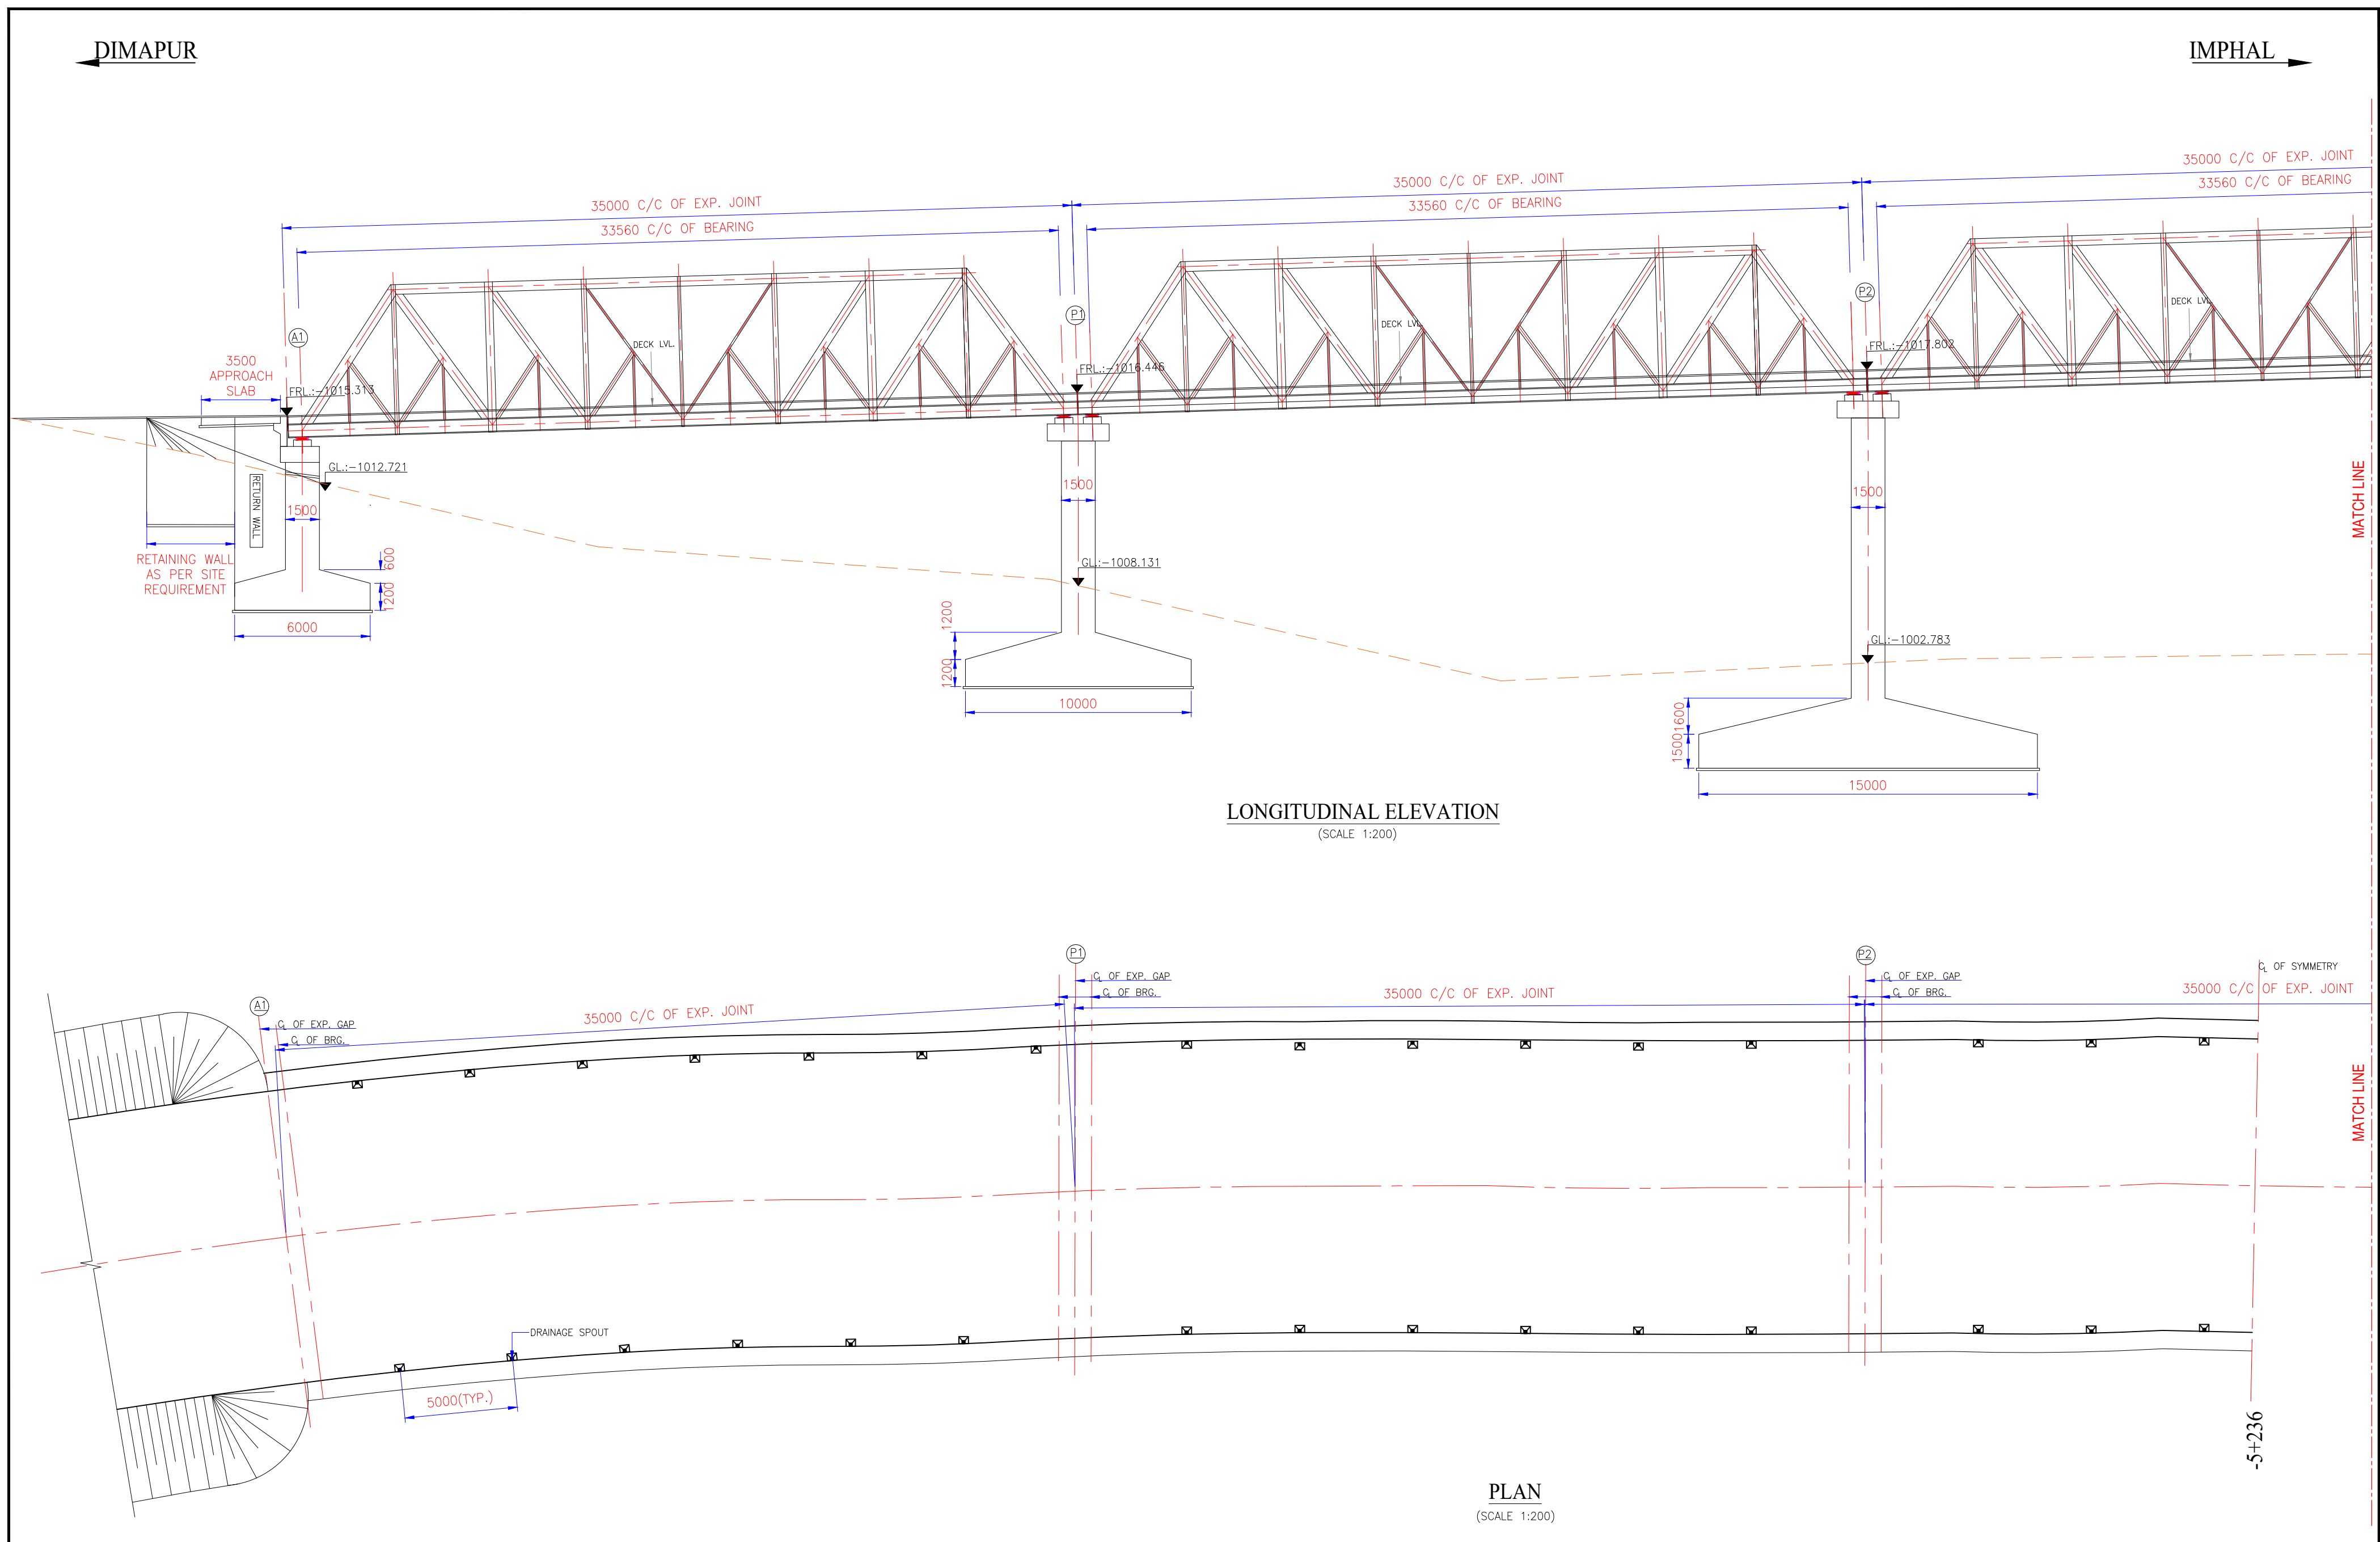 DIMAPUR
IMPHAL
35000 C/C OF EXP. JOINT
33560 C/C OF BEARING
35000 C/C OF EXP. JOINT
33560 C/C OF BEARING
35000 C/C OF EXP. JOINT
33560 C/C OF BEARING
A1
P1
P2
3500
APPROACH
SLAB
FRL.:-1015.313
DECK LVL.
FRL.:-1016.446
DECK LVL.
FRL.:-1017.802
DECK LVL.
GL.:-1012.721
RETURN WALL
1500
1500
1500
MATCH LINE
RETAINING WALL
AS PER SITE
REQUIREMENT
600
1200
6000
GL.:-1008.131
1200
1200
10000
GL.:-1002.783
1600
1500
15000
LONGITUDINAL ELEVATION
(SCALE 1:200)
P1
P2
A1
C̲L OF EXP. GAP
C̲L OF BRG.
35000 C/C OF EXP. JOINT
C̲L OF EXP. GAP
C̲L OF BRG.
35000 C/C OF EXP. JOINT
C̲L OF EXP. GAP
C̲L OF BRG.
C̲L OF SYMMETRY
35000 C/C OF EXP. JOINT
MATCH LINE
DRAINAGE SPOUT
5000(TYP.)
-5+236
PLAN
(SCALE 1:200)